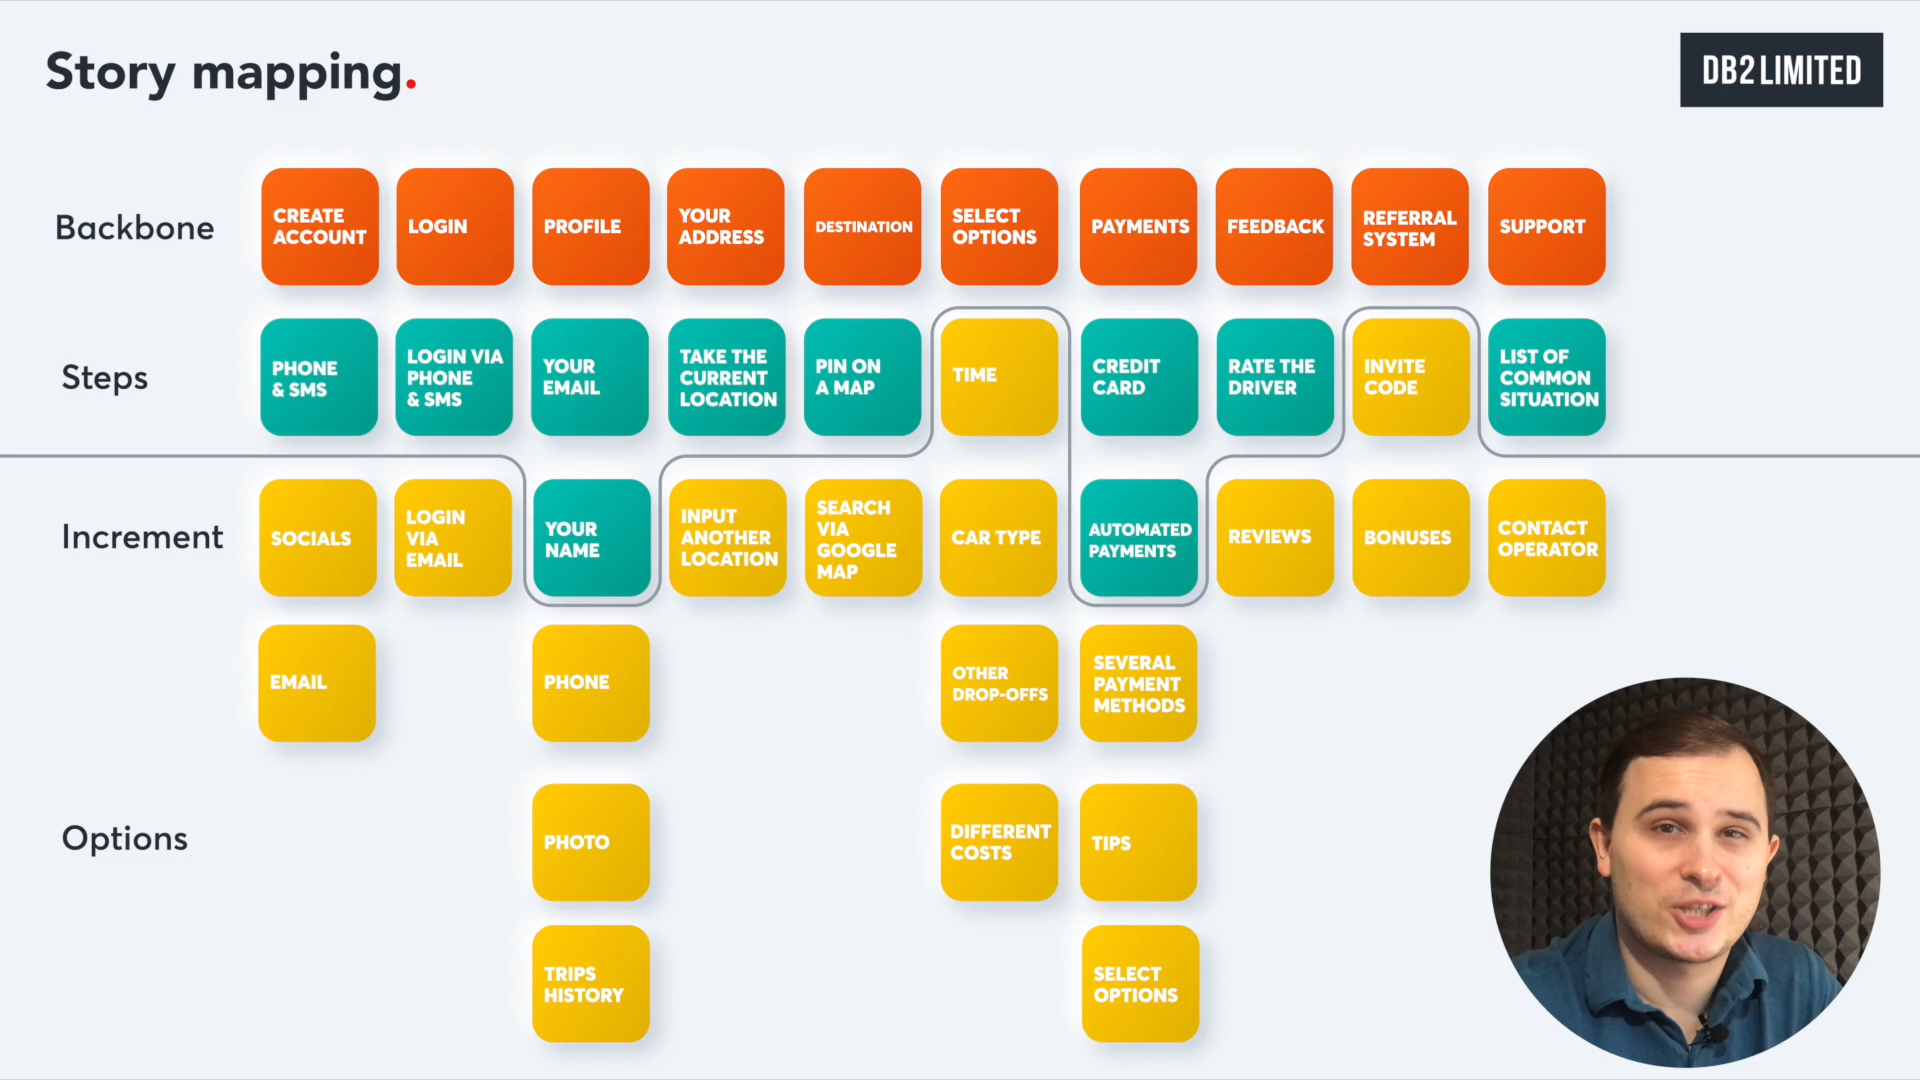 Story mapping.
DB2 LIMITED
Backbone
CREATE
ACCOUNT
LOGIN
PROFILE
YOUR
ADDRESS
DESTINATION
SELECT
OPTIONS
PAYMENTS
FEEDBACK
REFERRAL
SYSTEM
SUPPORT
Steps
PHONE
& SMS
LOGIN VIA
PHONE
& SMS
YOUR
EMAIL
TAKE THE
CURRENT
LOCATION
PIN ON
A MAP
TIME
CREDIT
CARD
RATE THE
DRIVER
INVITE
CODE
LIST OF
COMMON
SITUATION
Increment
SOCIALS
LOGIN
VIA
EMAIL
YOUR
NAME
INPUT
ANOTHER
LOCATION
SEARCH
VIA
GOOGLE
MAP
CAR TYPE
AUTOMATED
PAYMENTS
REVIEWS
BONUSES
CONTACT
OPERATOR
EMAIL
PHONE
OTHER
DROP-OFFS
SEVERAL
PAYMENT
METHODS
Options
PHOTO
DIFFERENT
COSTS
TIPS
TRIPS
HISTORY
SELECT
OPTIONS